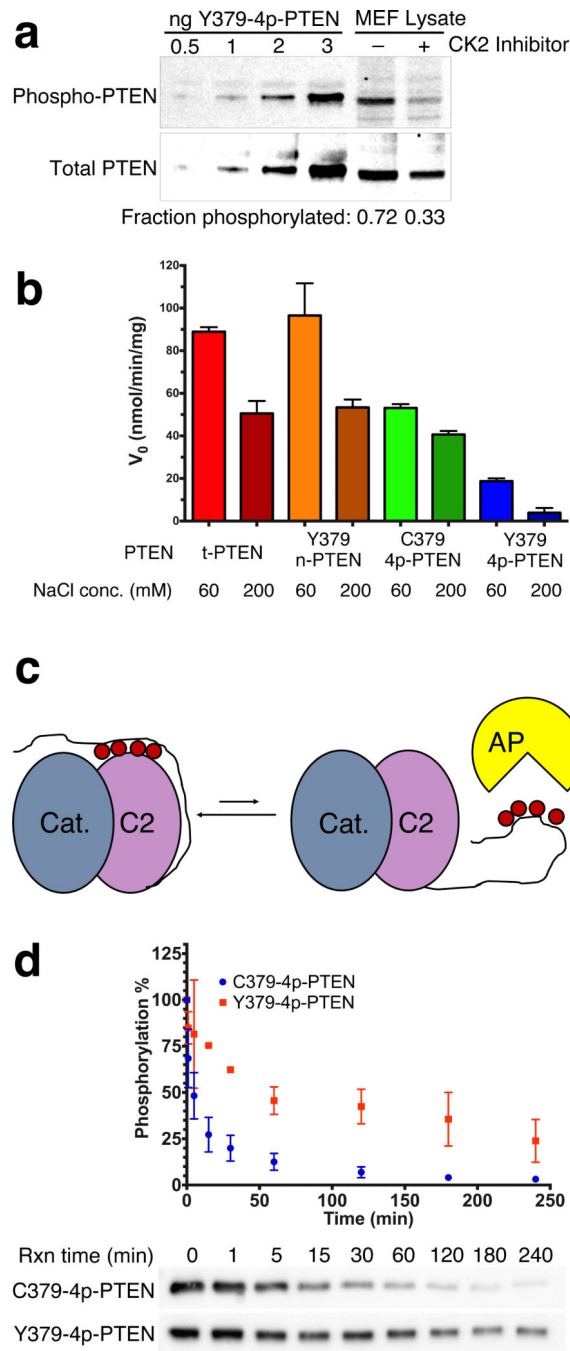 a
ng Y379-4p-PTEN MEF Lysate
0.5 1 2 3 – + CK2 Inhibitor
Phospho-PTEN
Total PTEN
Fraction phosphorylated: 0.72 0.33
b
V0 (nmol/min/mg)
120
100
80
60
40
20
0
PTEN t-PTEN Y379 n-PTEN C379 4p-PTEN Y379 4p-PTEN
NaCl conc. (mM) 60 200 60 200 60 200 60 200
c
AP
Cat. C2 Cat. C2
d
Phosphorylation %
125
100
75
50
25
0
C379-4p-PTEN
Y379-4p-PTEN
0 50 100 150 200 250
Time (min)
Rxn time (min) 0 1 5 15 30 60 120 180 240
C379-4p-PTEN
Y379-4p-PTEN